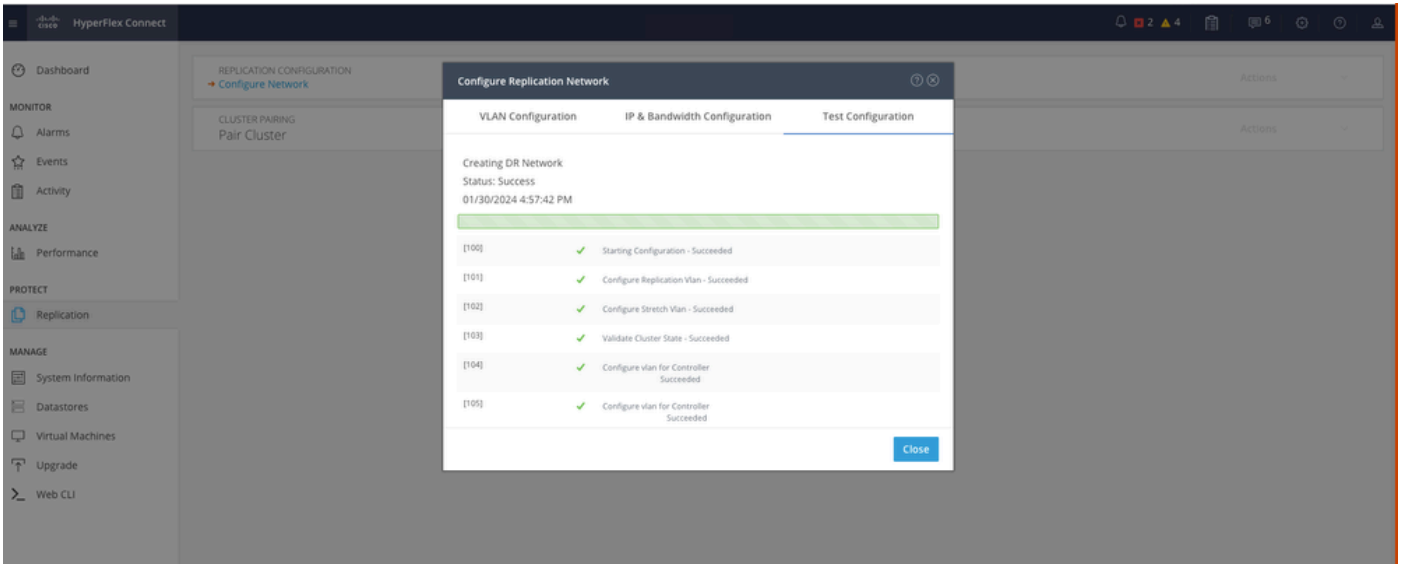 cisco
HyperFlex Connect
2
4
6
Dashboard
MONITOR
Alarms
Events
Activity
ANALYZE
Performance
PROTECT
Replication
MANAGE
System Information
Datastores
Virtual Machines
Upgrade
Web CLI
REPLICATION CONFIGURATION
Configure Network
Actions
CLUSTER PAIRING
Pair Cluster
Actions
Configure Replication Network
VLAN Configuration
IP & Bandwidth Configuration
Test Configuration
Creating DR Network
Status: Success
01/30/2024 4:57:42 PM
[100] Starting Configuration - Succeeded
[101] Configure Replication Vlan - Succeeded
[102] Configure Stretch Vlan - Succeeded
[103] Validate Cluster State - Succeeded
[104] Configure vlan for Controller
Succeeded
[105] Configure vlan for Controller
Succeeded
Close